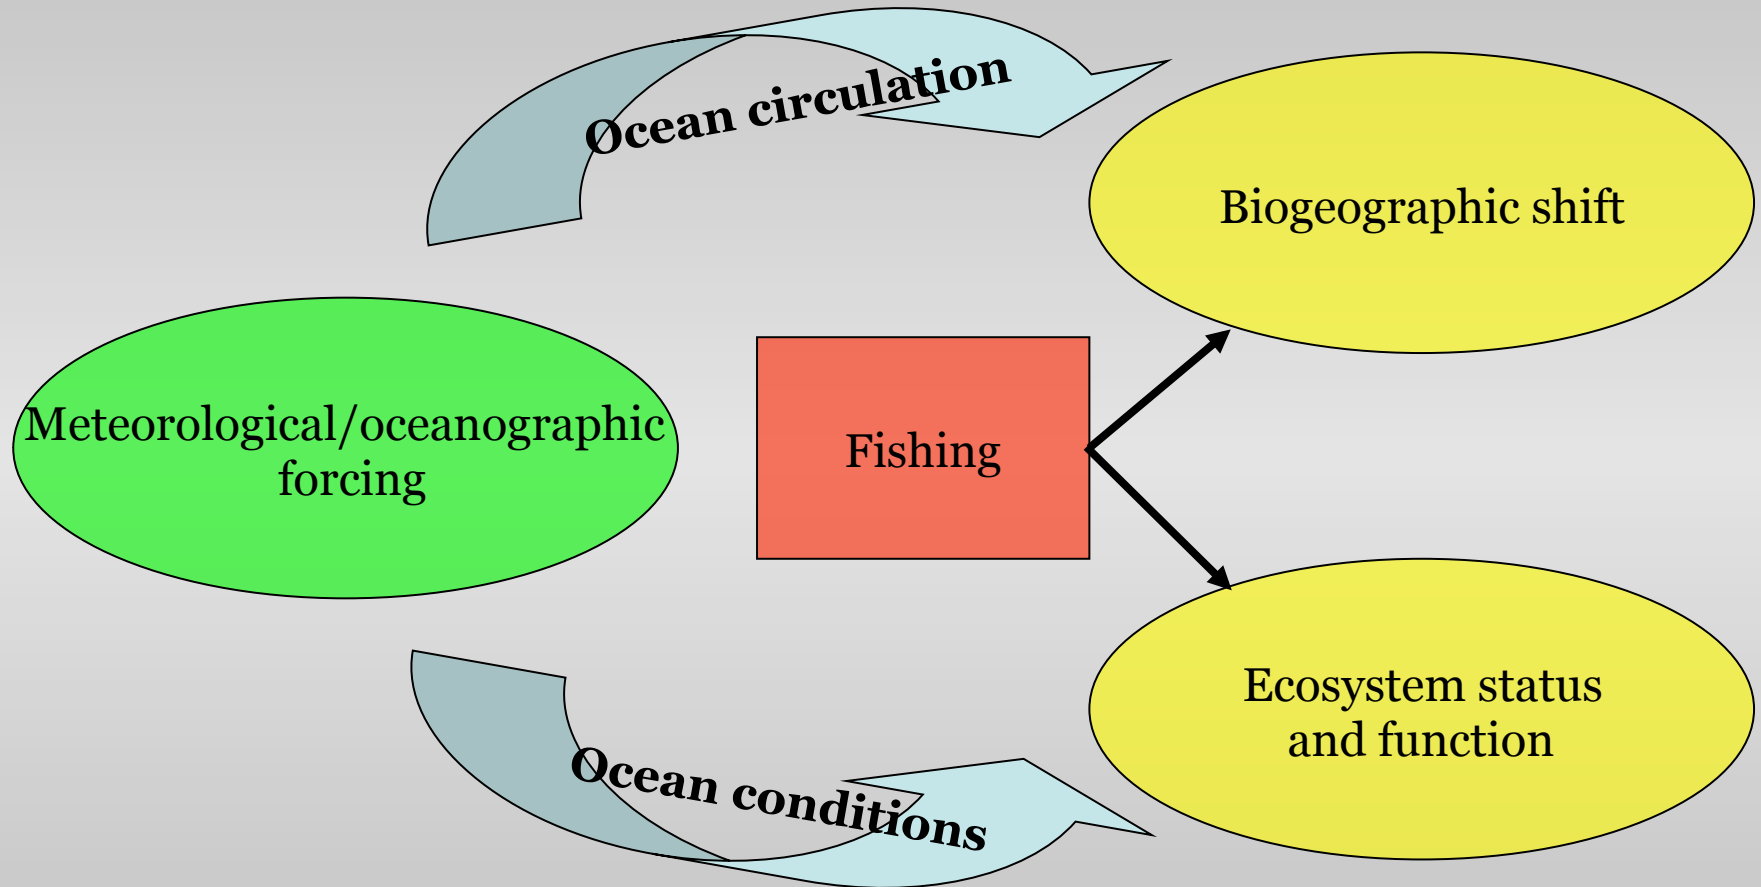 Ocean circulation
Biogeographic shift
Meteorological/oceanographic
forcing
Fishing
Ecosystem status
and function
Ocean conditions